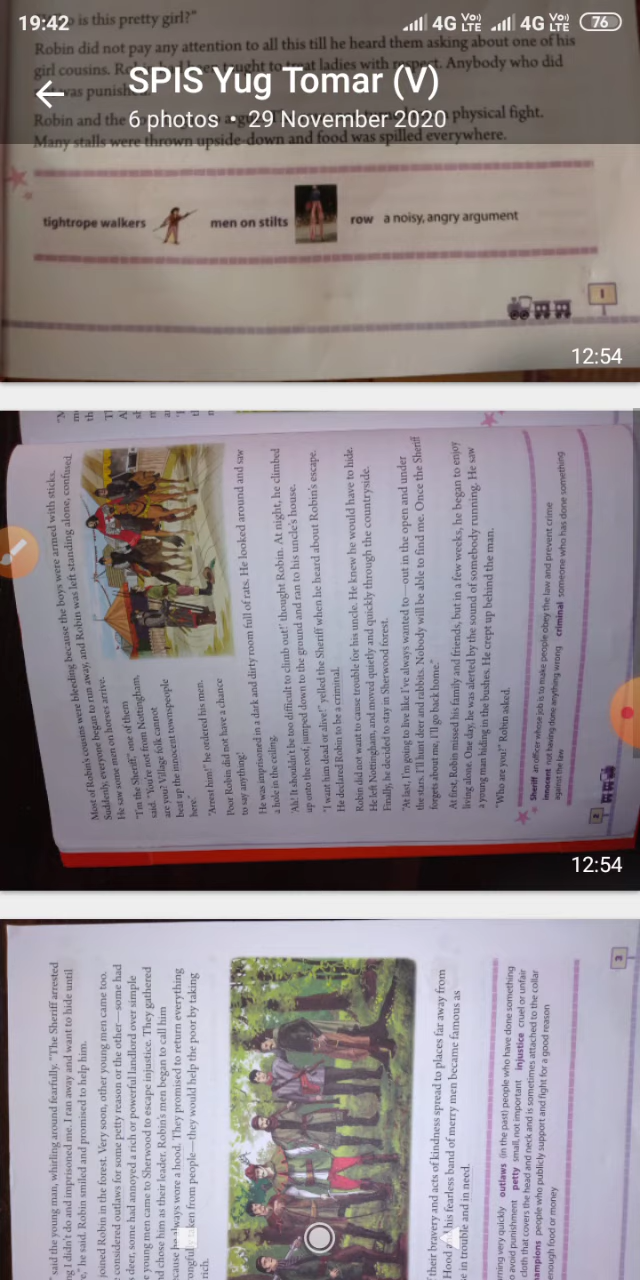 19:42
4G VoD LTE 4G VoD LTE 76
o is this pretty girl?"
Robin did not pay any attention to all this till he heard them asking about one of his
girl cousins. taught to treat ladies with respect. Anybody who did
was punish
SPIS Yug Tomar (V)
6 photos • 29 November 2020
Robin and the physical fight.
Many stalls were thrown upside-down and food was spilled everywhere.
tightrope walkers men on stilts row a noisy, angry argument
1
12:54
Most of Robin's cousins were bleeding because the boys were armed with sticks.
Suddenly, everyone began to run away, and Robin was left standing alone, confused.
He saw some men on horses arrive.
"I'm the Sheriff," one of them
said. "You're not from Nottingham,
are you? Village folk cannot
beat up the innocent townspeople
here."
"Arrest him!" he ordered his men.
Poor Robin did not have a chance
to say anything!
He was imprisoned in a dark and dirty room full of rats. He looked around and saw
a hole in the ceiling.
'Ah! It shouldn't be too difficult to climb out!' thought Robin. At night, he climbed
up onto the roof, jumped down to the ground and ran to his uncle's house.
"I want him dead or alive!" yelled the Sheriff when he heard about Robin's escape.
He declared Robin to be a criminal.
Robin did not want to cause trouble for his uncle. He knew he would have to hide.
He left Nottingham, and moved quietly and quickly through the countryside.
Finally, he decided to stay in Sherwood forest.
"At last, I'm going to live like I've always wanted to—out in the open and under
the stars. I'll hunt deer and rabbits. Nobody will be able to find me. Once the Sheriff
forgets about me, I'll go back home."
At first, Robin missed his family and friends, but in a few weeks, he began to enjoy
living alone. One day, he was alerted by the sound of somebody running. He saw
a young man hiding in the bushes. He crept up behind the man.
"Who are you?" Robin asked.
Sheriff an officer whose job is to make people obey the law and prevent crime
innocent not having done anything wrong criminal someone who has done something
against the law
2
12:54
said the young man, whirling around fearfully. "The Sheriff arrested
g I didn't do and imprisoned me. I ran away and want to hide until
," he said. Robin smiled and promised to help him.
joined Robin in the forest. Very soon, other young men came too.
considered outlaws for some petty reason or the other—some had
deer, some had annoyed a rich or powerful landlord over simple
e young men came to Sherwood to escape injustice. They gathered
nd chose him as their leader. Robin's men began to call him
cause he always wore a hood. They promised to return everything
rongful taken from people—they would help the poor by taking
rich.
their bravery and acts of kindness spread to places far away from
Hood and his fearless band of merry men became famous as
e in trouble and in need.
rning very quickly outlaws (in the past) people who have done something
avoid punishment petty small, not important injustice cruel or unfair
cloth that covers the head and neck and is sometimes attached to the collar
ampions people who publicly support and fight for a good reason
nough food or money
3